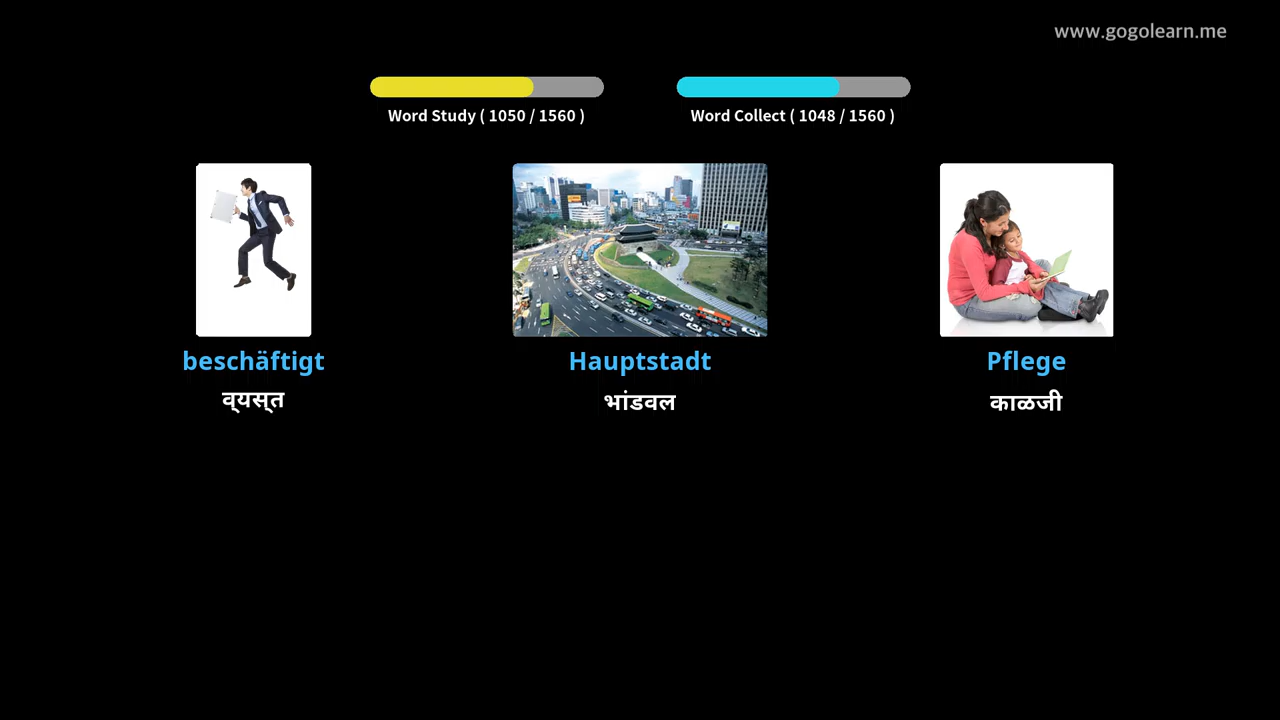 www.gogolearn.me
Word Study ( 1050 / 1560 )
Word Collect ( 1048 / 1560 )
beschäftigt
Hauptstadt
Pflege
व्यस्त
भांडवल
काळजी